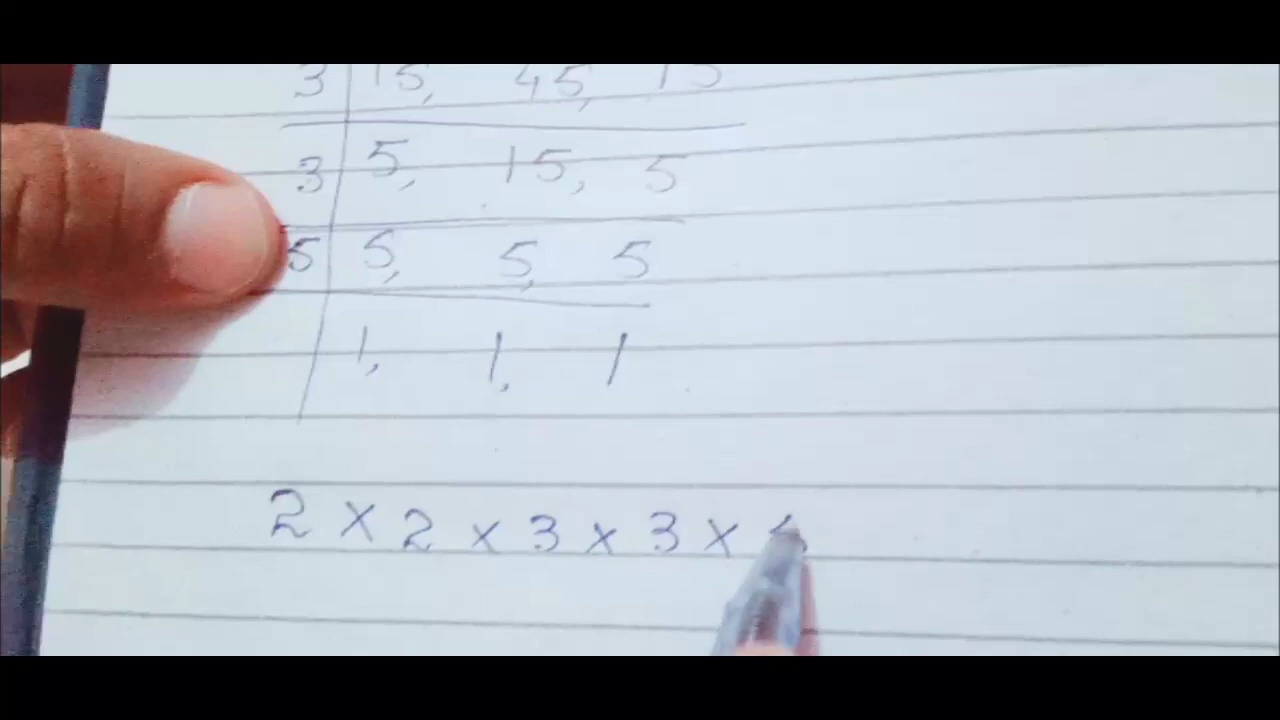 3 | 15, 45, 15
3 | 5, 15, 5
5 | 5, 5, 5
1, 1, 1
2 × 2 × 3 × 3 ×